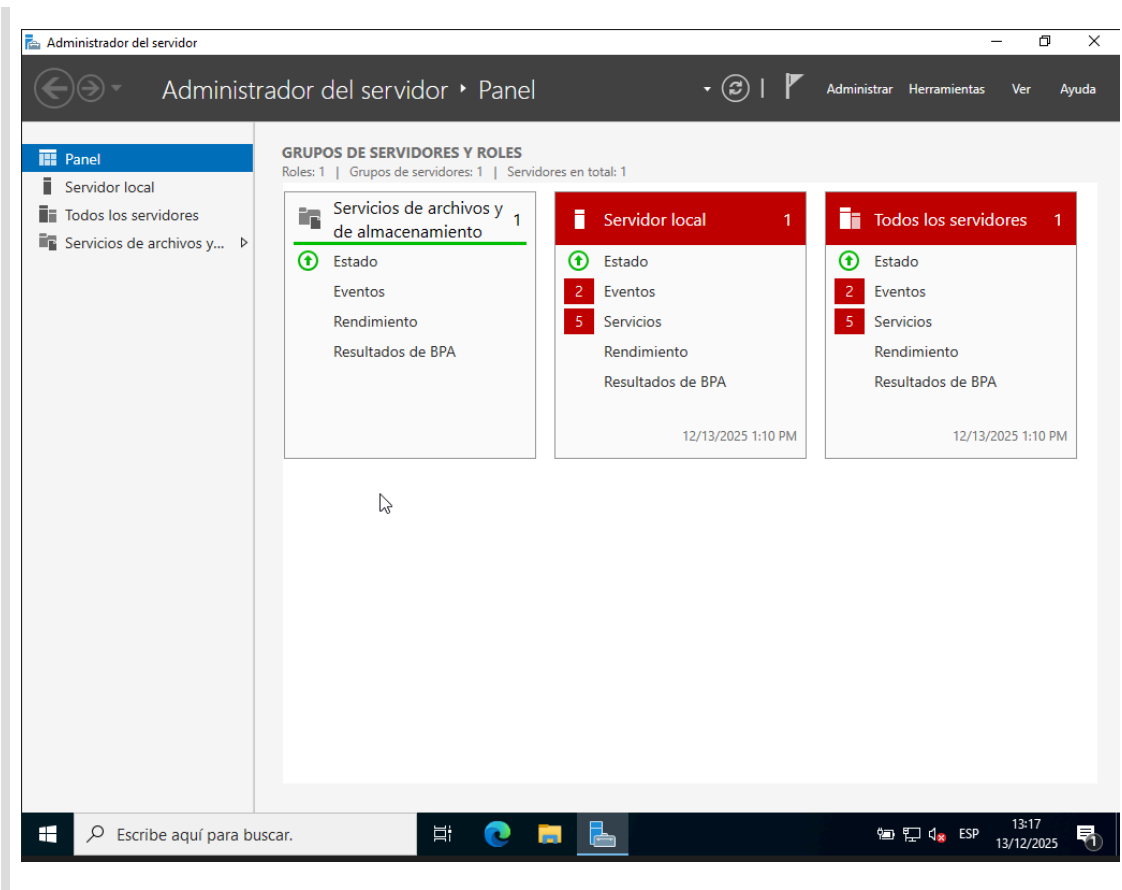 Administrador del servidor
Administrador del servidor ‣ Panel
Administrar Herramientas Ver Ayuda
Panel
Servidor local
Todos los servidores
Servicios de archivos y...
GRUPOS DE SERVIDORES Y ROLES
Roles: 1 | Grupos de servidores: 1 | Servidores en total: 1
Servicios de archivos y de almacenamiento 1
Estado
Eventos
Rendimiento
Resultados de BPA
Servidor local 1
Estado
2 Eventos
5 Servicios
Rendimiento
Resultados de BPA
12/13/2025 1:10 PM
Todos los servidores 1
Estado
2 Eventos
5 Servicios
Rendimiento
Resultados de BPA
12/13/2025 1:10 PM
Escribe aquí para buscar.
ESP
13:17
13/12/2025
1